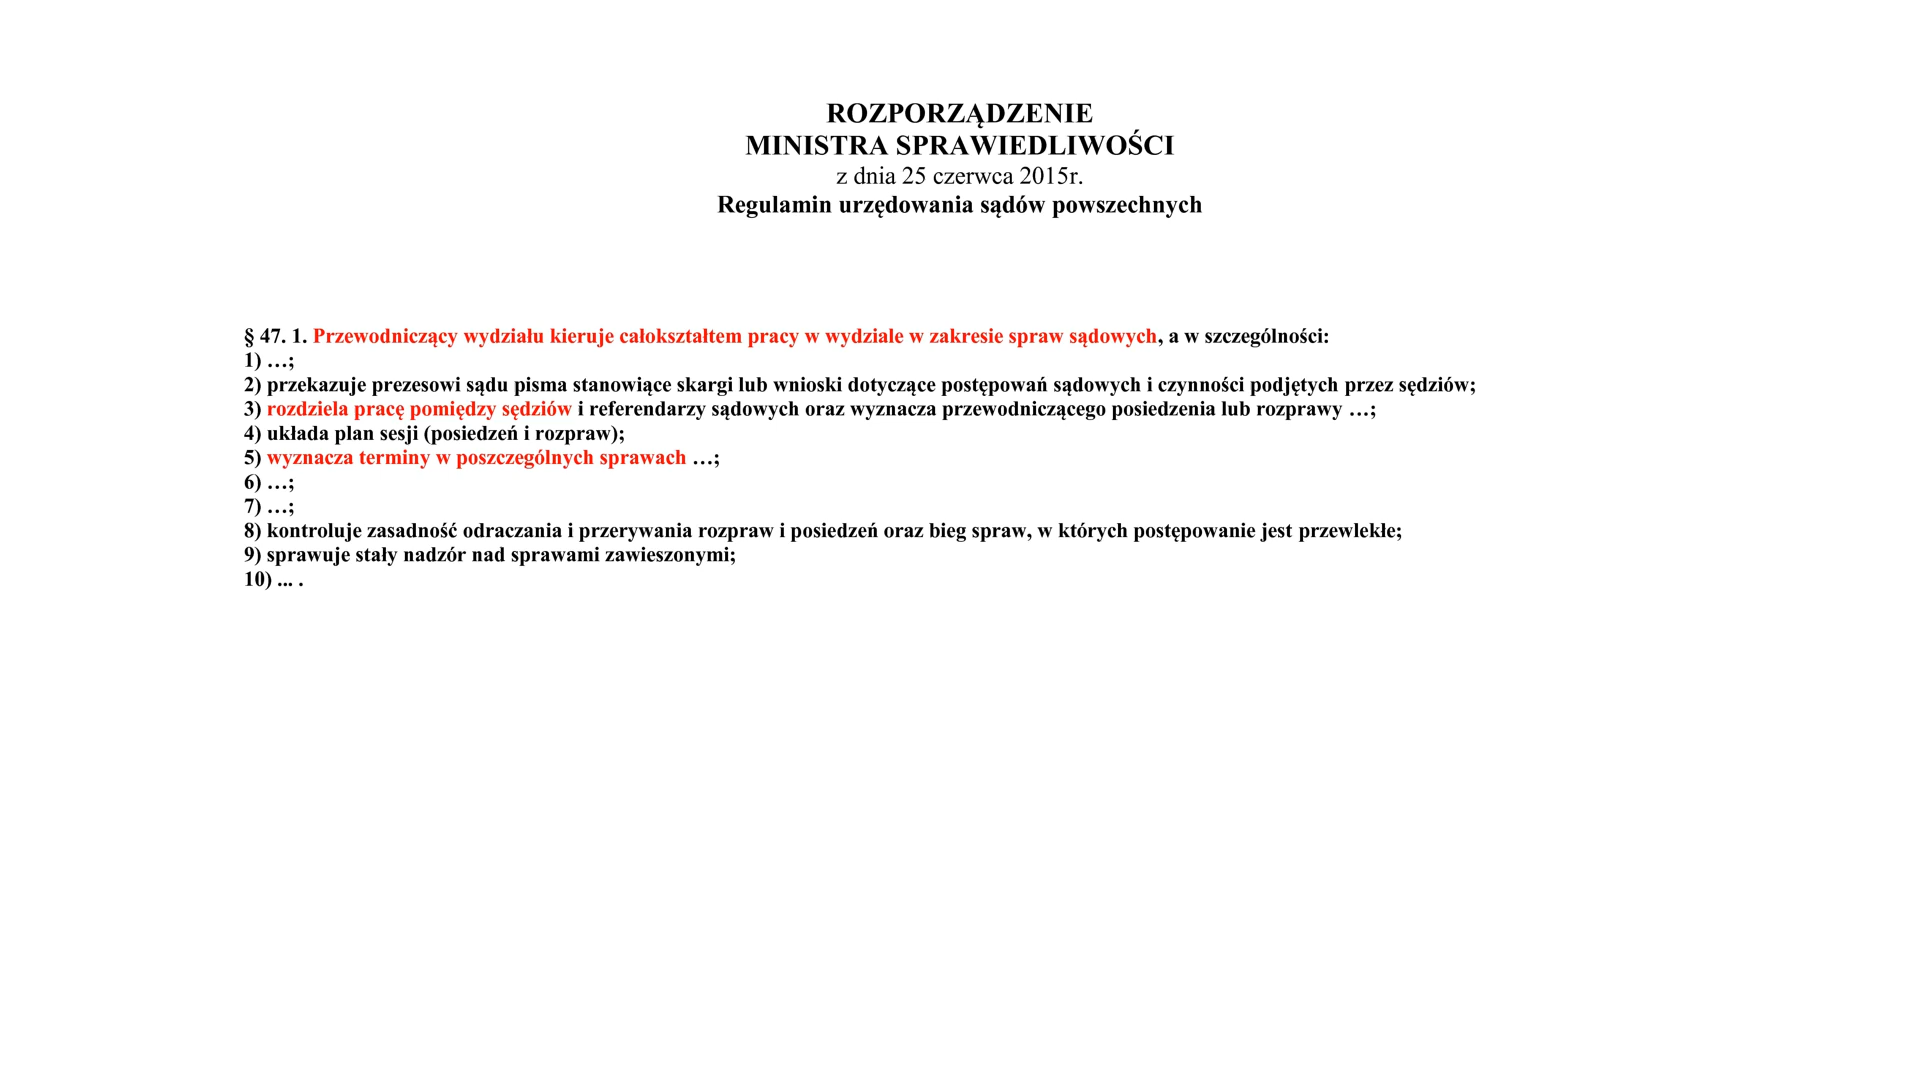 ROZPORZĄDZENIE
MINISTRA SPRAWIEDLIWOŚCI
z dnia 25 czerwca 2015r.
Regulamin urzędowania sądów powszechnych
§ 47. 1. Przewodniczący wydziału kieruje całokształtem pracy w wydziale w zakresie spraw sądowych, a w szczególności:
1) …;
2) przekazuje prezesowi sądu pisma stanowiące skargi lub wnioski dotyczące postępowań sądowych i czynności podjętych przez sędziów;
3) rozdziela pracę pomiędzy sędziów i referendarzy sądowych oraz wyznacza przewodniczącego posiedzenia lub rozprawy …;
4) układa plan sesji (posiedzeń i rozpraw);
5) wyznacza terminy w poszczególnych sprawach …;
6) …;
7) …;
8) kontroluje zasadność odraczania i przerywania rozpraw i posiedzeń oraz bieg spraw, w których postępowanie jest przewlekłe;
9) sprawuje stały nadzór nad sprawami zawieszonymi;
10) ... .